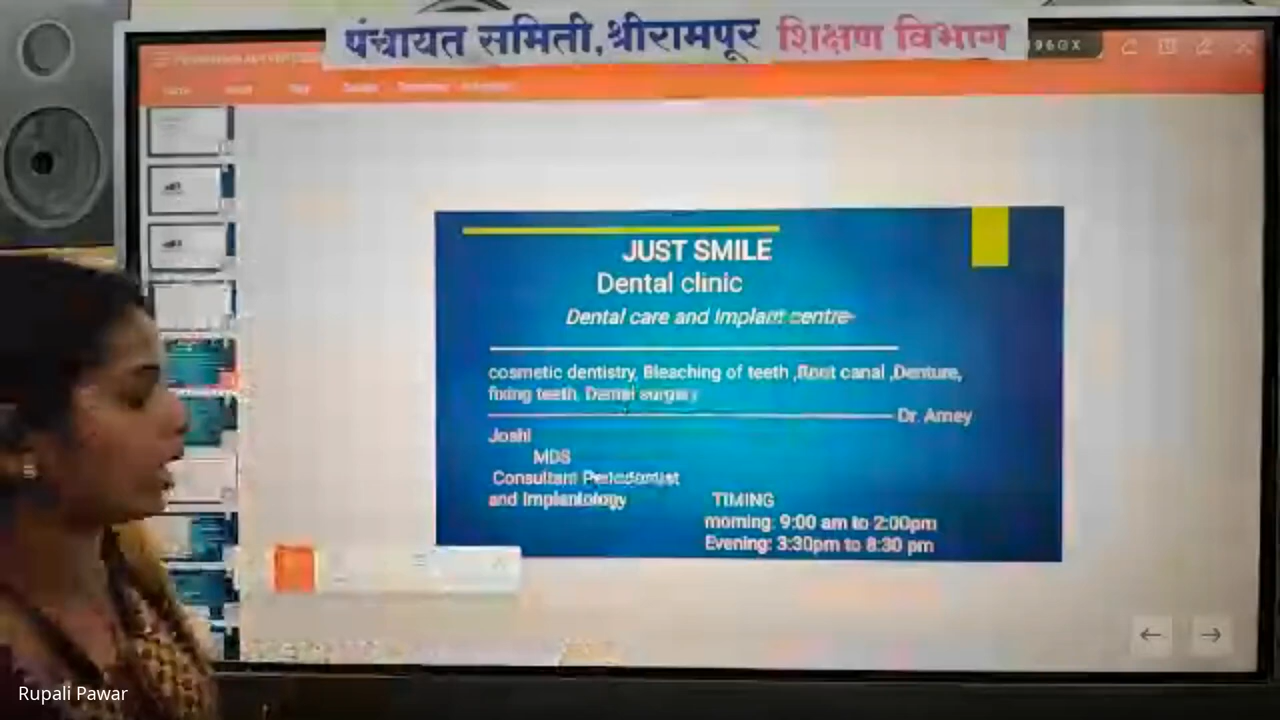 पंचायत समिती,श्रीरामपूर शिक्षण विभाग
96GX
JUST SMILE
Dental clinic
Dental care and Implant centre
cosmetic dentistry, Bleaching of teeth ,Root canal ,Denture,
fixing teeth, Dental surgery
Dr. Amey
Joshi
MDS
Consultant Periodontist
and Implantology
TIMING
morning: 9:00 am to 2:00pm
Evening: 3:30pm to 8:30 pm
Rupali Pawar